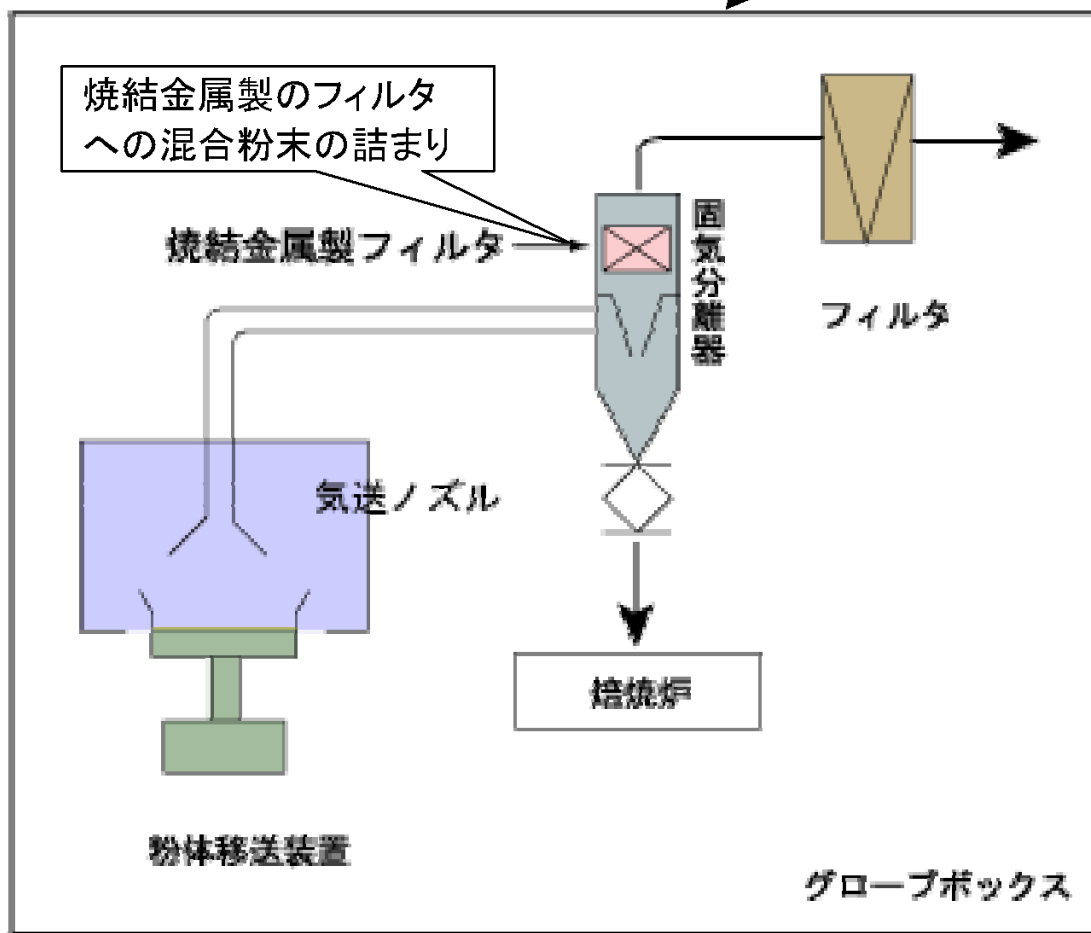 焼結金属製のフィルタ
への混合粉末の詰まり
焼結金属製フィルタ
固気分離器
フィルタ
気送ノズル
焙焼炉
粉体移送装置
グローブボックス